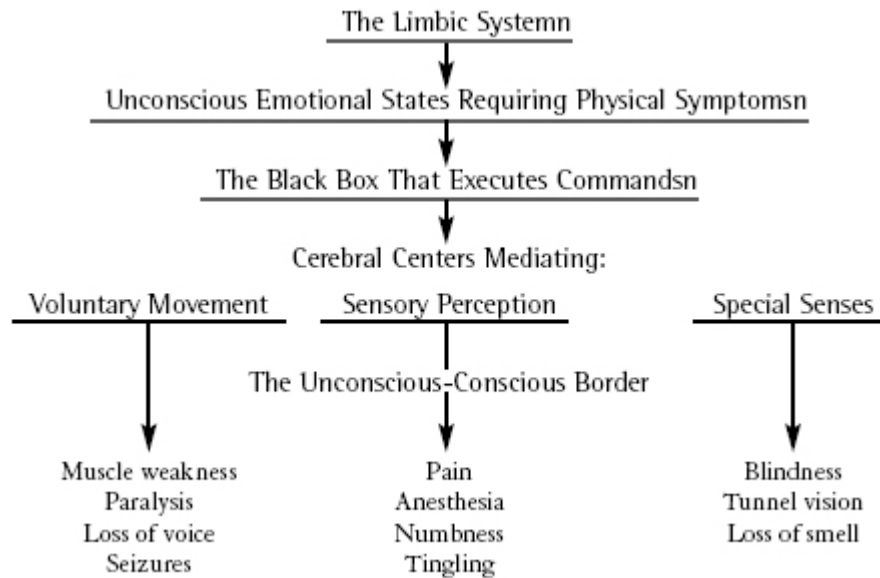 The Limbic Systemn
Unconscious Emotional States Requiring Physical Symptomsn
The Black Box That Executes Commandsn
Cerebral Centers Mediating:
Voluntary Movement Sensory Perception Special Senses
The Unconscious-Conscious Border
Muscle weakness Pain Blindness
Paralysis Anesthesia Tunnel vision
Loss of voice Numbness Loss of smell
Seizures Tingling